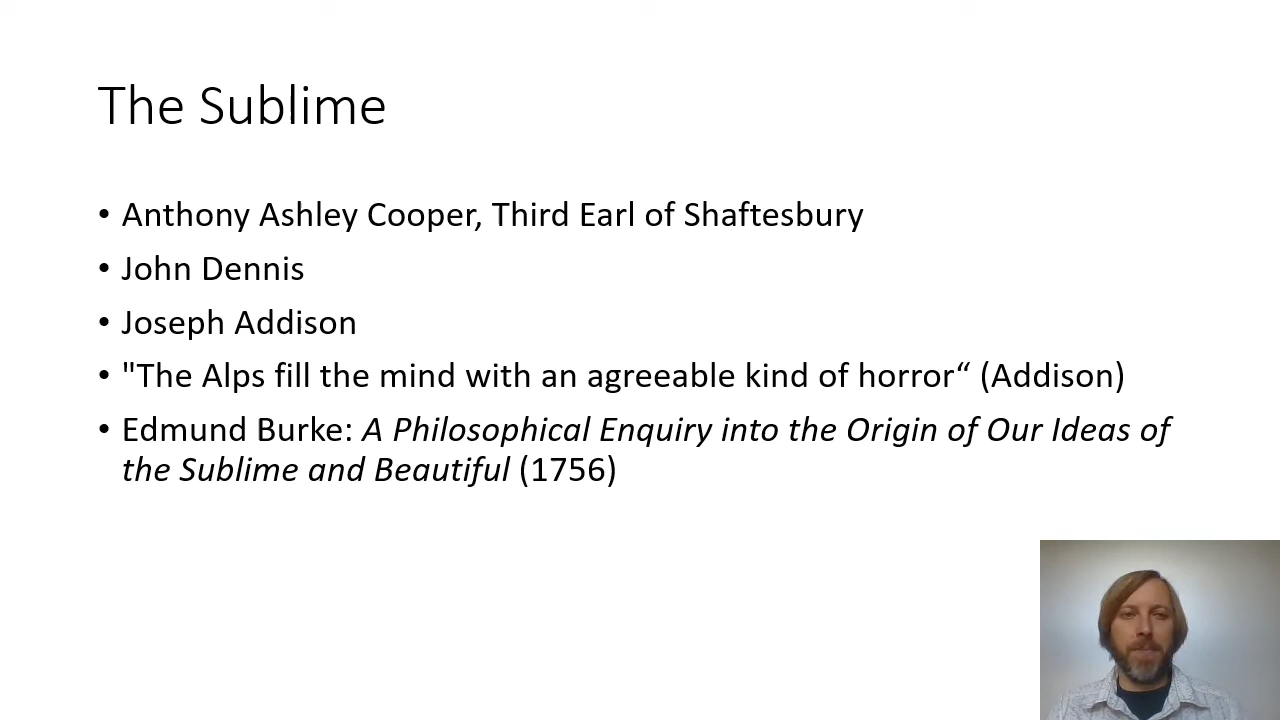 The Sublime
• Anthony Ashley Cooper, Third Earl of Shaftesbury
• John Dennis
• Joseph Addison
• "The Alps fill the mind with an agreeable kind of horror“ (Addison)
• Edmund Burke: A Philosophical Enquiry into the Origin of Our Ideas of
the Sublime and Beautiful (1756)